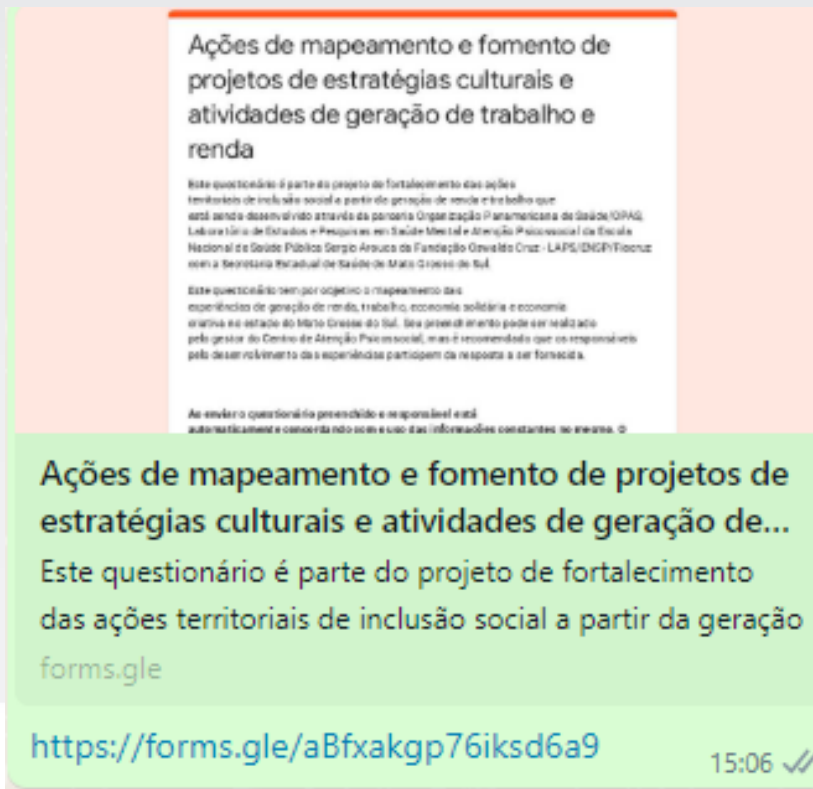 Ações de mapeamento e fomento de
projetos de estratégias culturais e
atividades de geração de trabalho e
renda
Este questionário é parte do projeto de fortalecimento das ações
territoriais de inclusão social a partir da geração de renda e trabalho que
está sendo desenvolvido através da parceria Organização Panamericana de Saúde/OPAS,
Laboratório de Estudos e Pesquisas em Saúde Mental e Atenção Psicossocial da Escola
Nacional de Saúde Pública Sergio Arouca da Fundação Oswaldo Cruz - LAPS/ENSP/Fiocruz
com a Secretaria Estadual de Saúde do Mato Grosso do Sul.
Este questionário tem por objetivo o mapeamento das
experiências de geração de renda, trabalho, economia solidária e economia
criativa no estado do Mato Grosso do Sul. Seu preenchimento pode ser realizado
pelo gestor do Centro de Atenção Psicossocial, mas é recomendado que os responsáveis
pelo desenvolvimento das experiências participem da resposta a ser fornecida.
Ao enviar o questionário preenchido o responsável está
automaticamente concordando com o uso das informações constantes no mesmo. O
Ações de mapeamento e fomento de projetos de
estratégias culturais e atividades de geração de...
Este questionário é parte do projeto de fortalecimento
das ações territoriais de inclusão social a partir da geração
forms.gle
https://forms.gle/aBfxakgp76iksd6a9
15:06